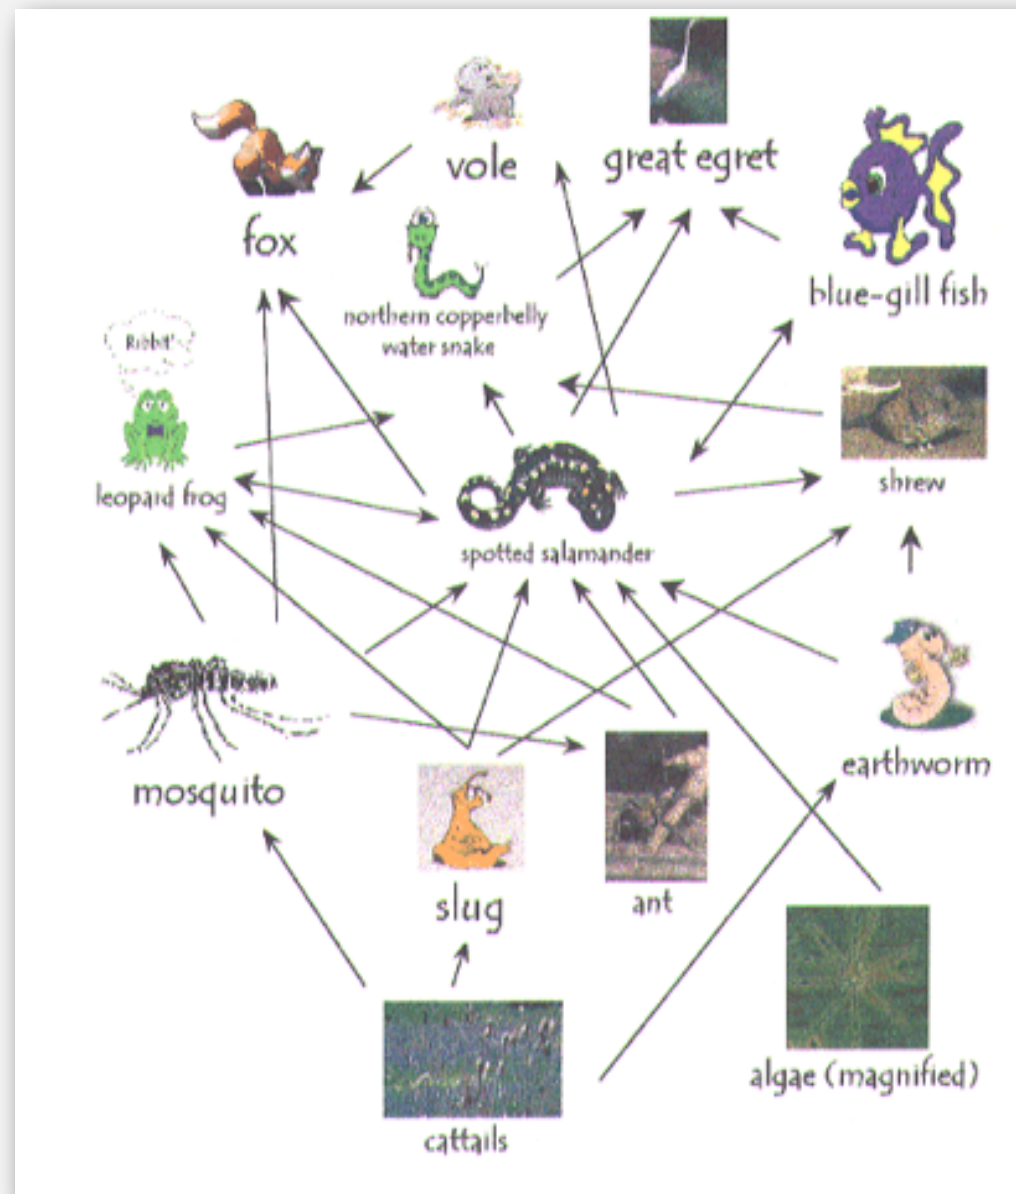 vole
great egret
fox
blue-gill fish
northern copperbelly
water snake
Ribbit!
shrew
leopard frog
spotted salamander
earthworm
mosquito
slug
ant
algae (magnified)
cattails